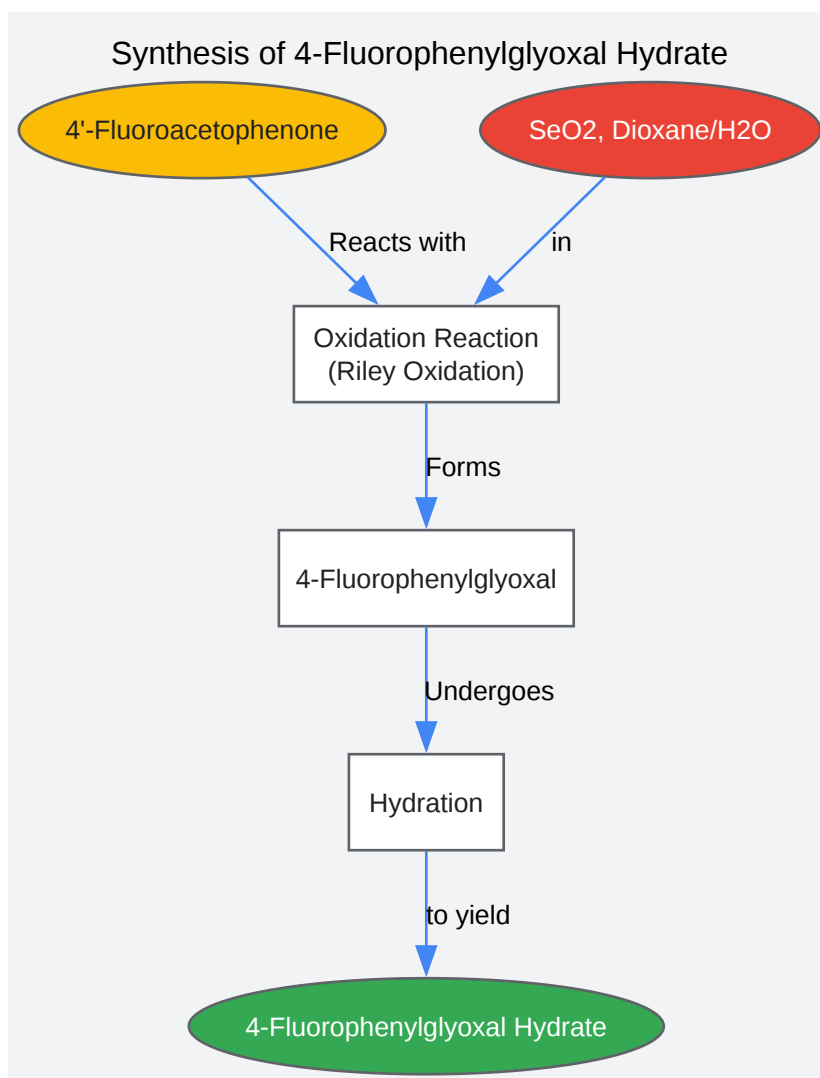 Synthesis of 4-Fluorophenylglyoxal Hydrate
4'-Fluoroacetophenone
SeO2, Dioxane/H2O
Reacts with
in
Oxidation Reaction
(Riley Oxidation)
Forms
4-Fluorophenylglyoxal
Undergoes
Hydration
to yield
4-Fluorophenylglyoxal Hydrate